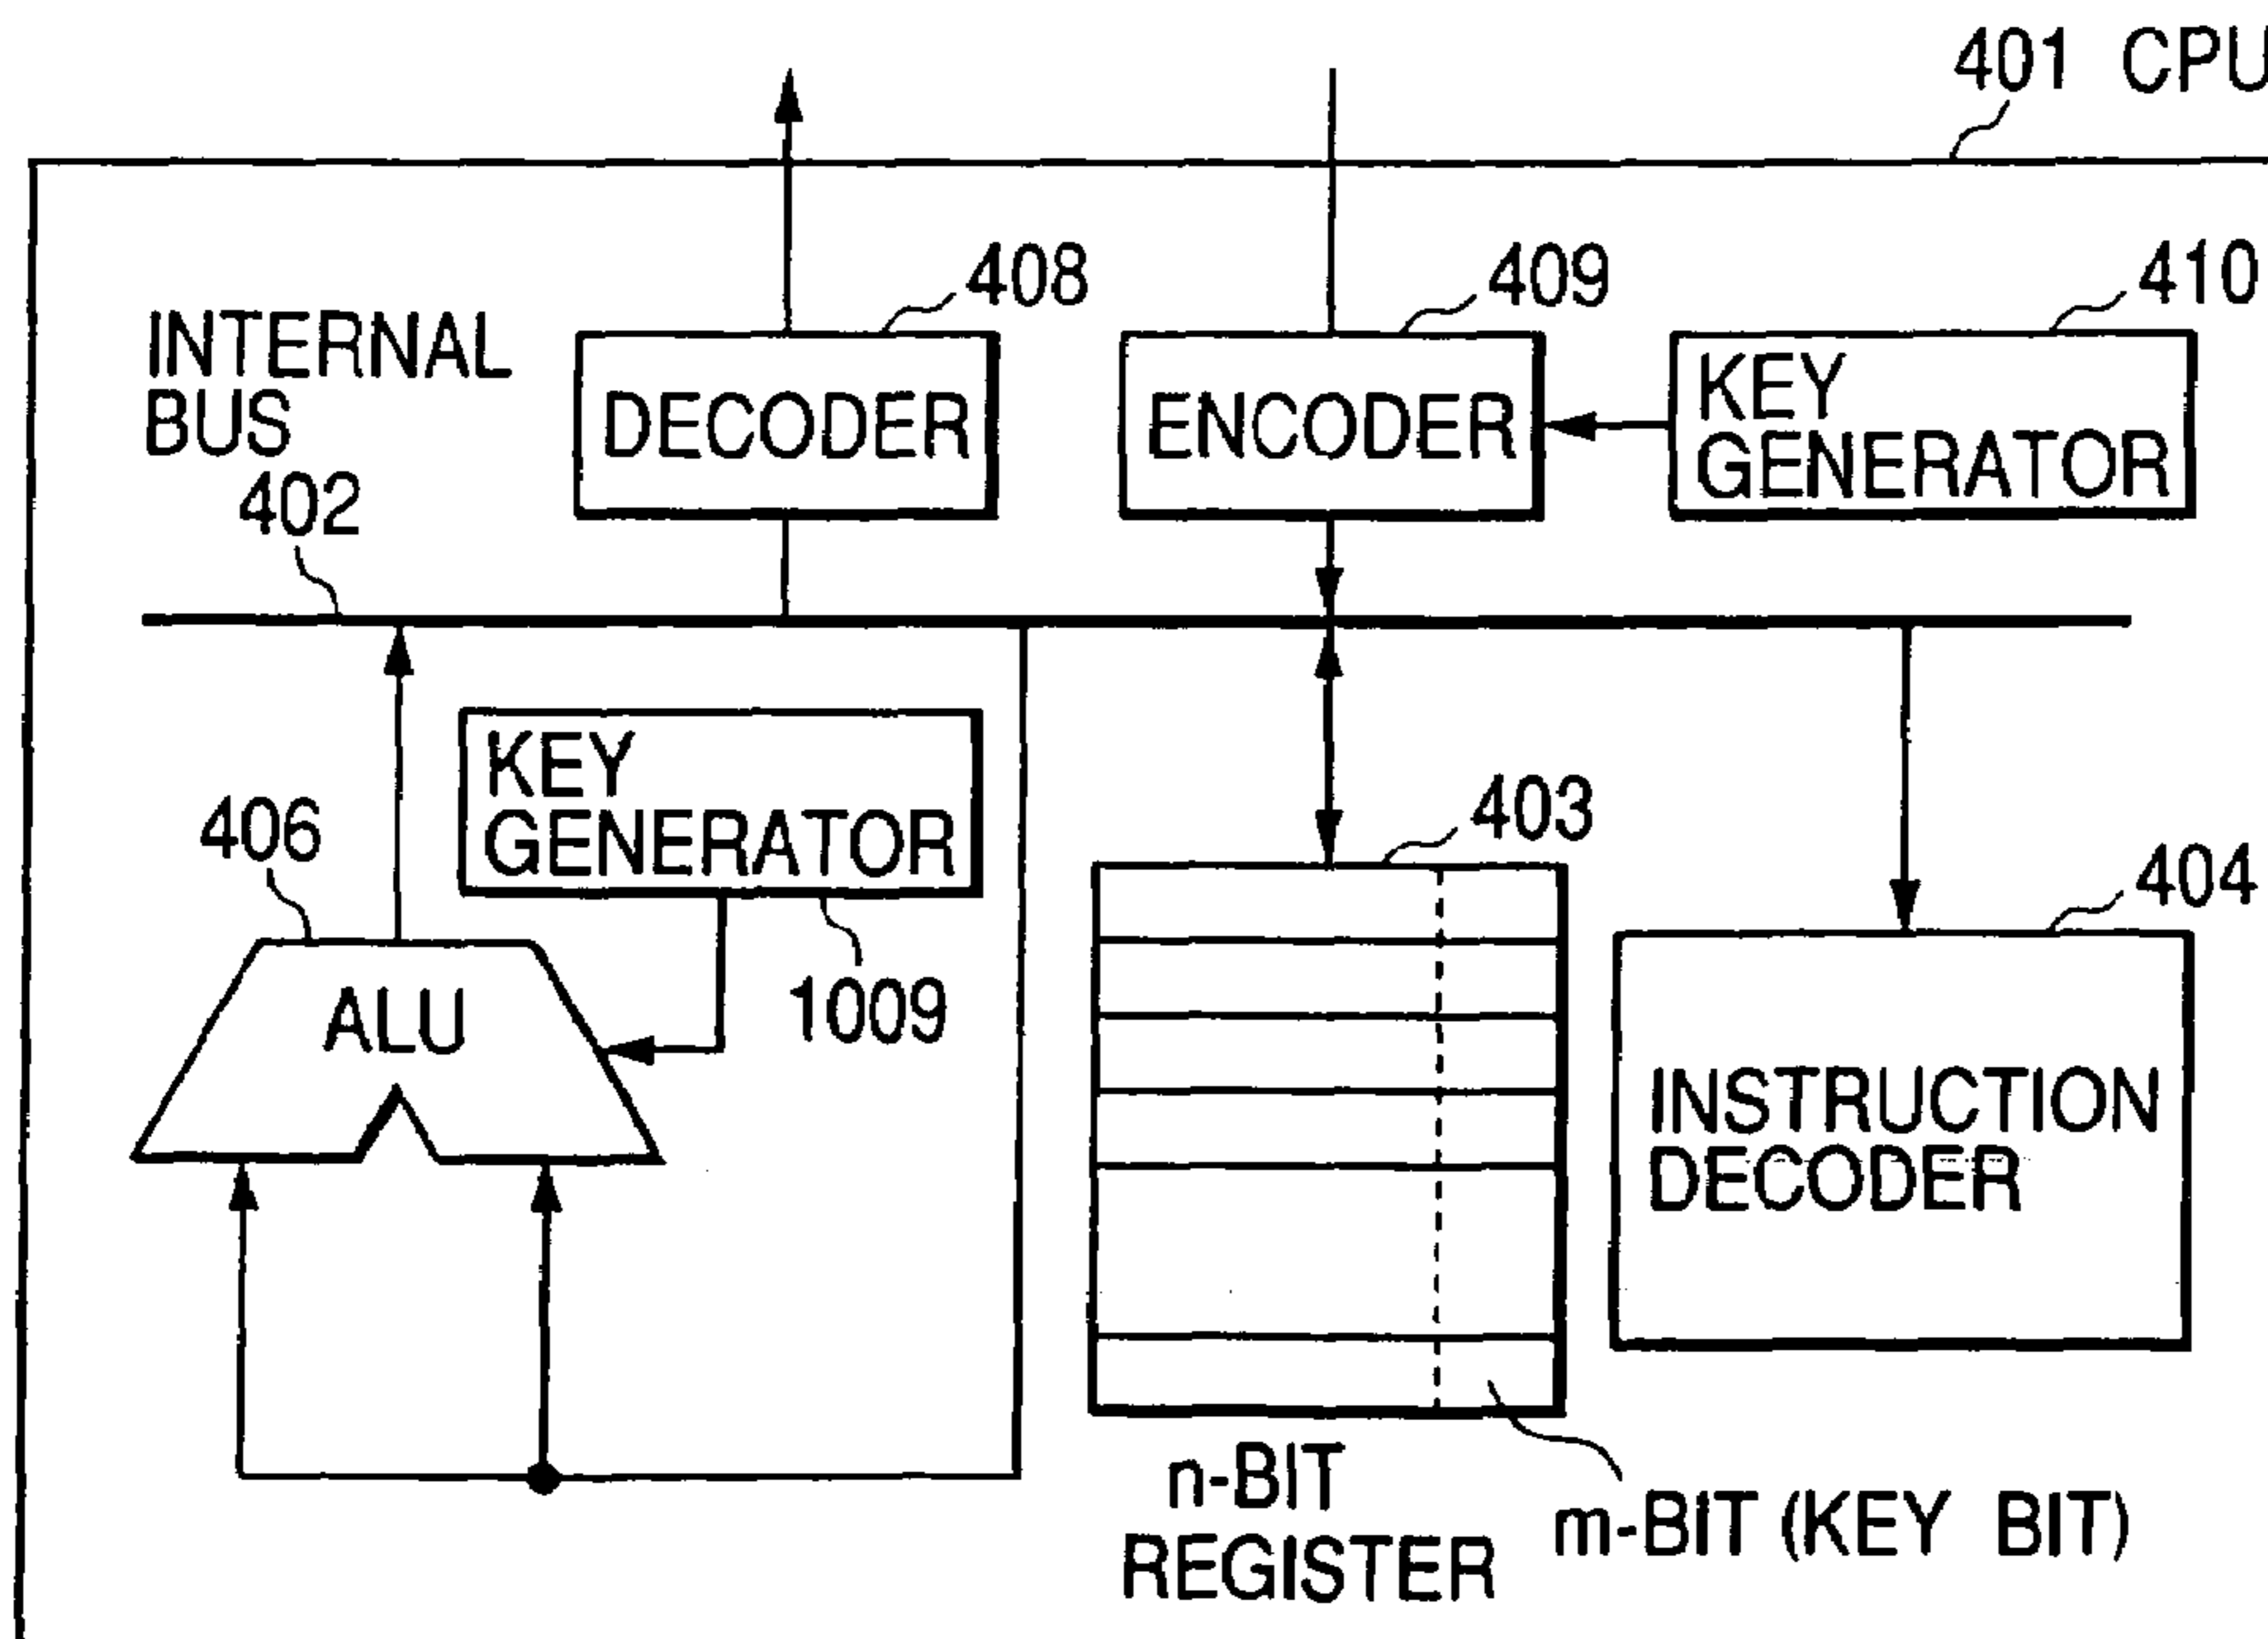 401 CPU
408
409
410
INTERNAL
BUS
402
DECODER
ENCODER
KEY
GENERATOR
KEY
GENERATOR
406
1009
403
404
ALU
INSTRUCTION
DECODER
n-BIT
REGISTER
m-BIT (KEY BIT)